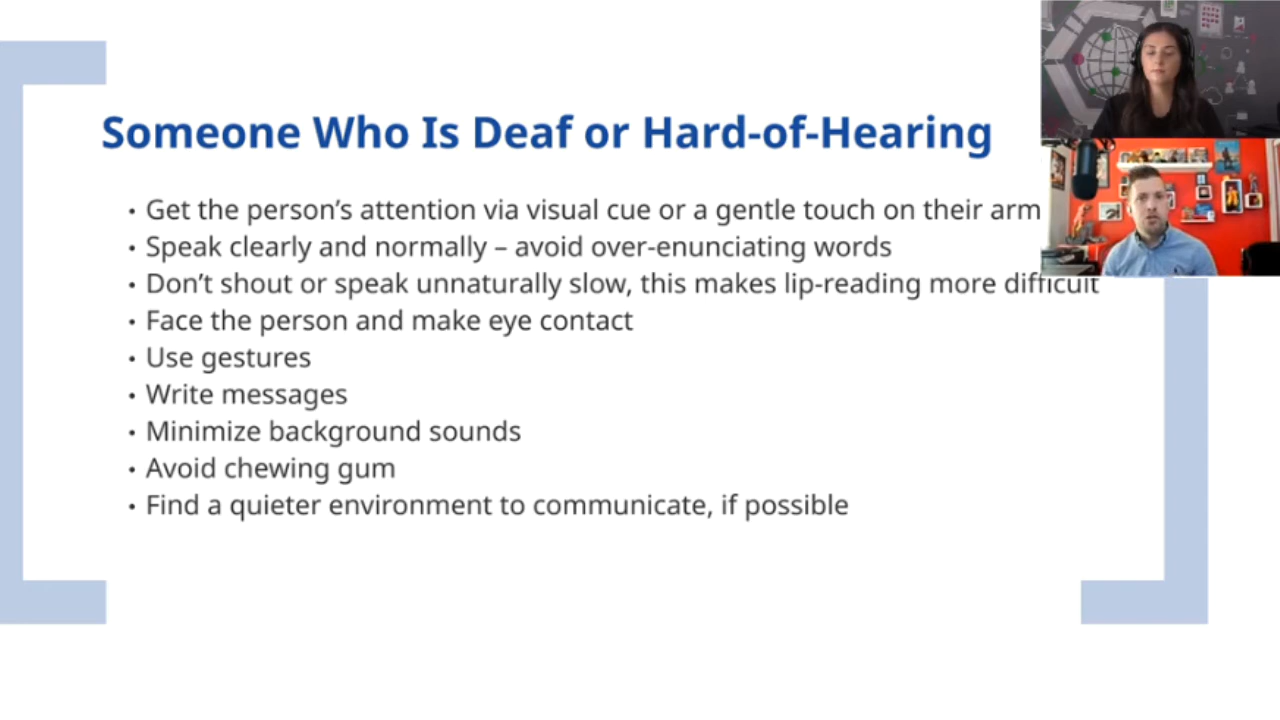 Someone Who Is Deaf or Hard-of-Hearing
• Get the person’s attention via visual cue or a gentle touch on their arm
• Speak clearly and normally – avoid over-enunciating words
• Don’t shout or speak unnaturally slow, this makes lip-reading more difficult
• Face the person and make eye contact
• Use gestures
• Write messages
• Minimize background sounds
• Avoid chewing gum
• Find a quieter environment to communicate, if possible